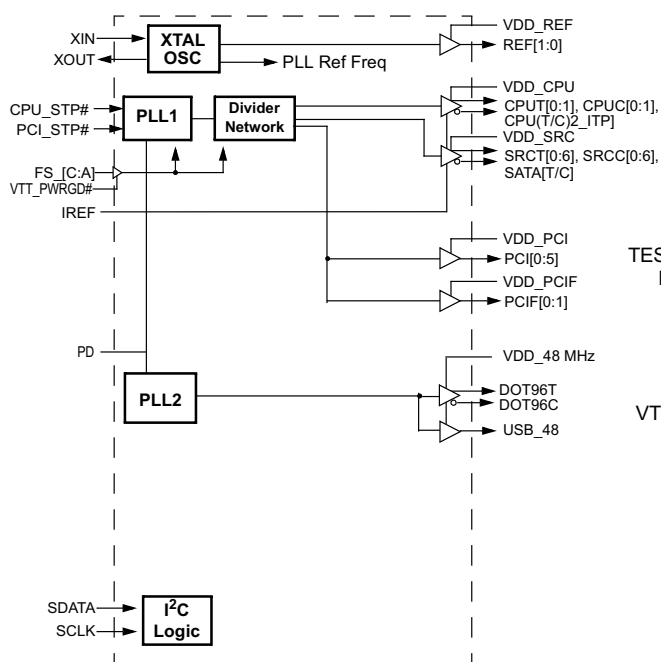 XIN
XOUT
XTAL
OSC
PLL Ref Freq
VDD_REF
REF[1:0]
CPU_STP#
PCI_STP#
PLL1
Divider
Network
VDD_CPU
CPUT[0:1], CPUC[0:1],
CPU(T/C)2_ITP]
VDD_SRC
SRCT[0:6], SRCC[0:6],
SATA[T/C]
FS_[C:A]
VTT_PWRGD#
IREF
VDD_PCI
PCI[0:5]
TES
VDD_PCIF
PCIF[0:1]
PD
VDD_48 MHz
PLL2
DOT96T
DOT96C
VT
USB_48
SDATA
SCLK
I2C
Logic